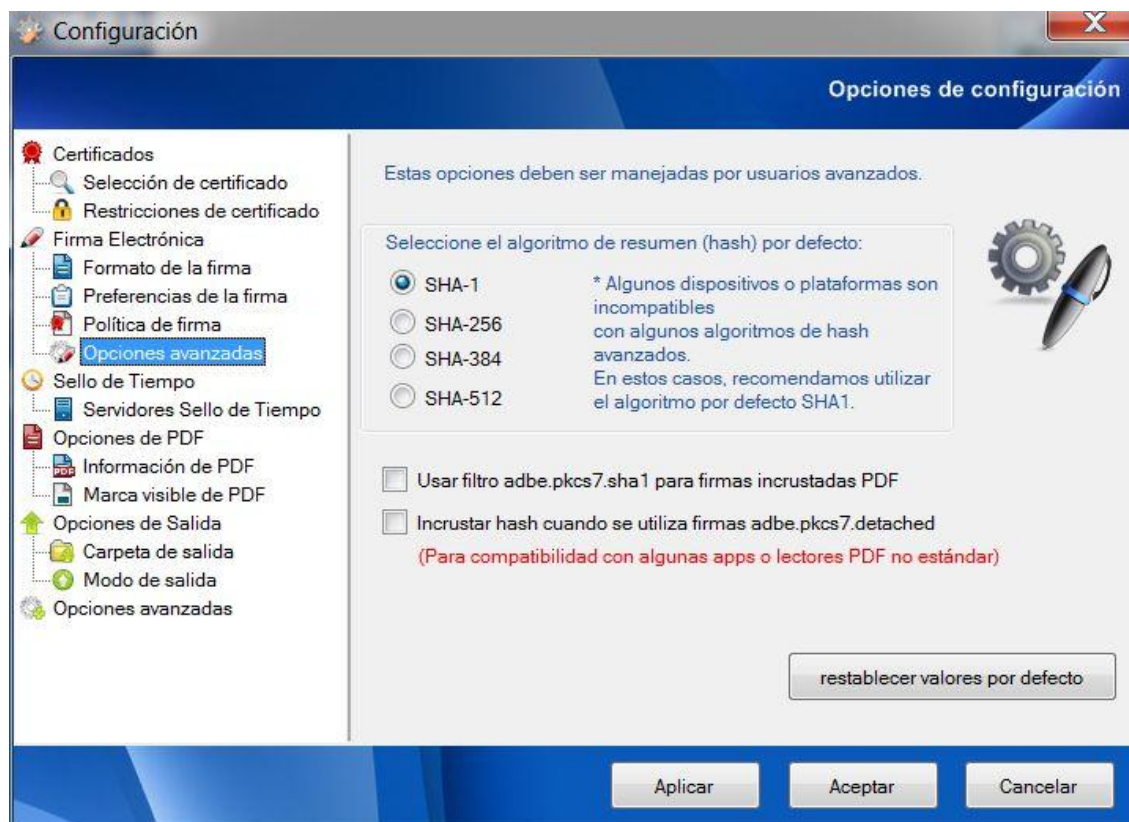 Configuración
Opciones de configuración
Certificados
Selección de certificado
Restricciones de certificado
Firma Electrónica
Formato de la firma
Preferencias de la firma
Política de firma
Opciones avanzadas
Sello de Tiempo
Servidores Sello de Tiempo
Opciones de PDF
Información de PDF
Marca visible de PDF
Opciones de Salida
Carpeta de salida
Modo de salida
Opciones avanzadas
Estas opciones deben ser manejadas por usuarios avanzados.
Seleccione el algoritmo de resumen (hash) por defecto:
SHA-1
SHA-256
SHA-384
SHA-512
* Algunos dispositivos o plataformas son
incompatibles
con algunos algoritmos de hash
avanzados.
En estos casos, recomendamos utilizar
el algoritmo por defecto SHA1.
Usar filtro adbe.pkcs7.sha1 para firmas incrustadas PDF
Incrustar hash cuando se utiliza firmas adbe.pkcs7.detached
(Para compatibilidad con algunas apps o lectores PDF no estándar)
restablecer valores por defecto
Aplicar
Aceptar
Cancelar